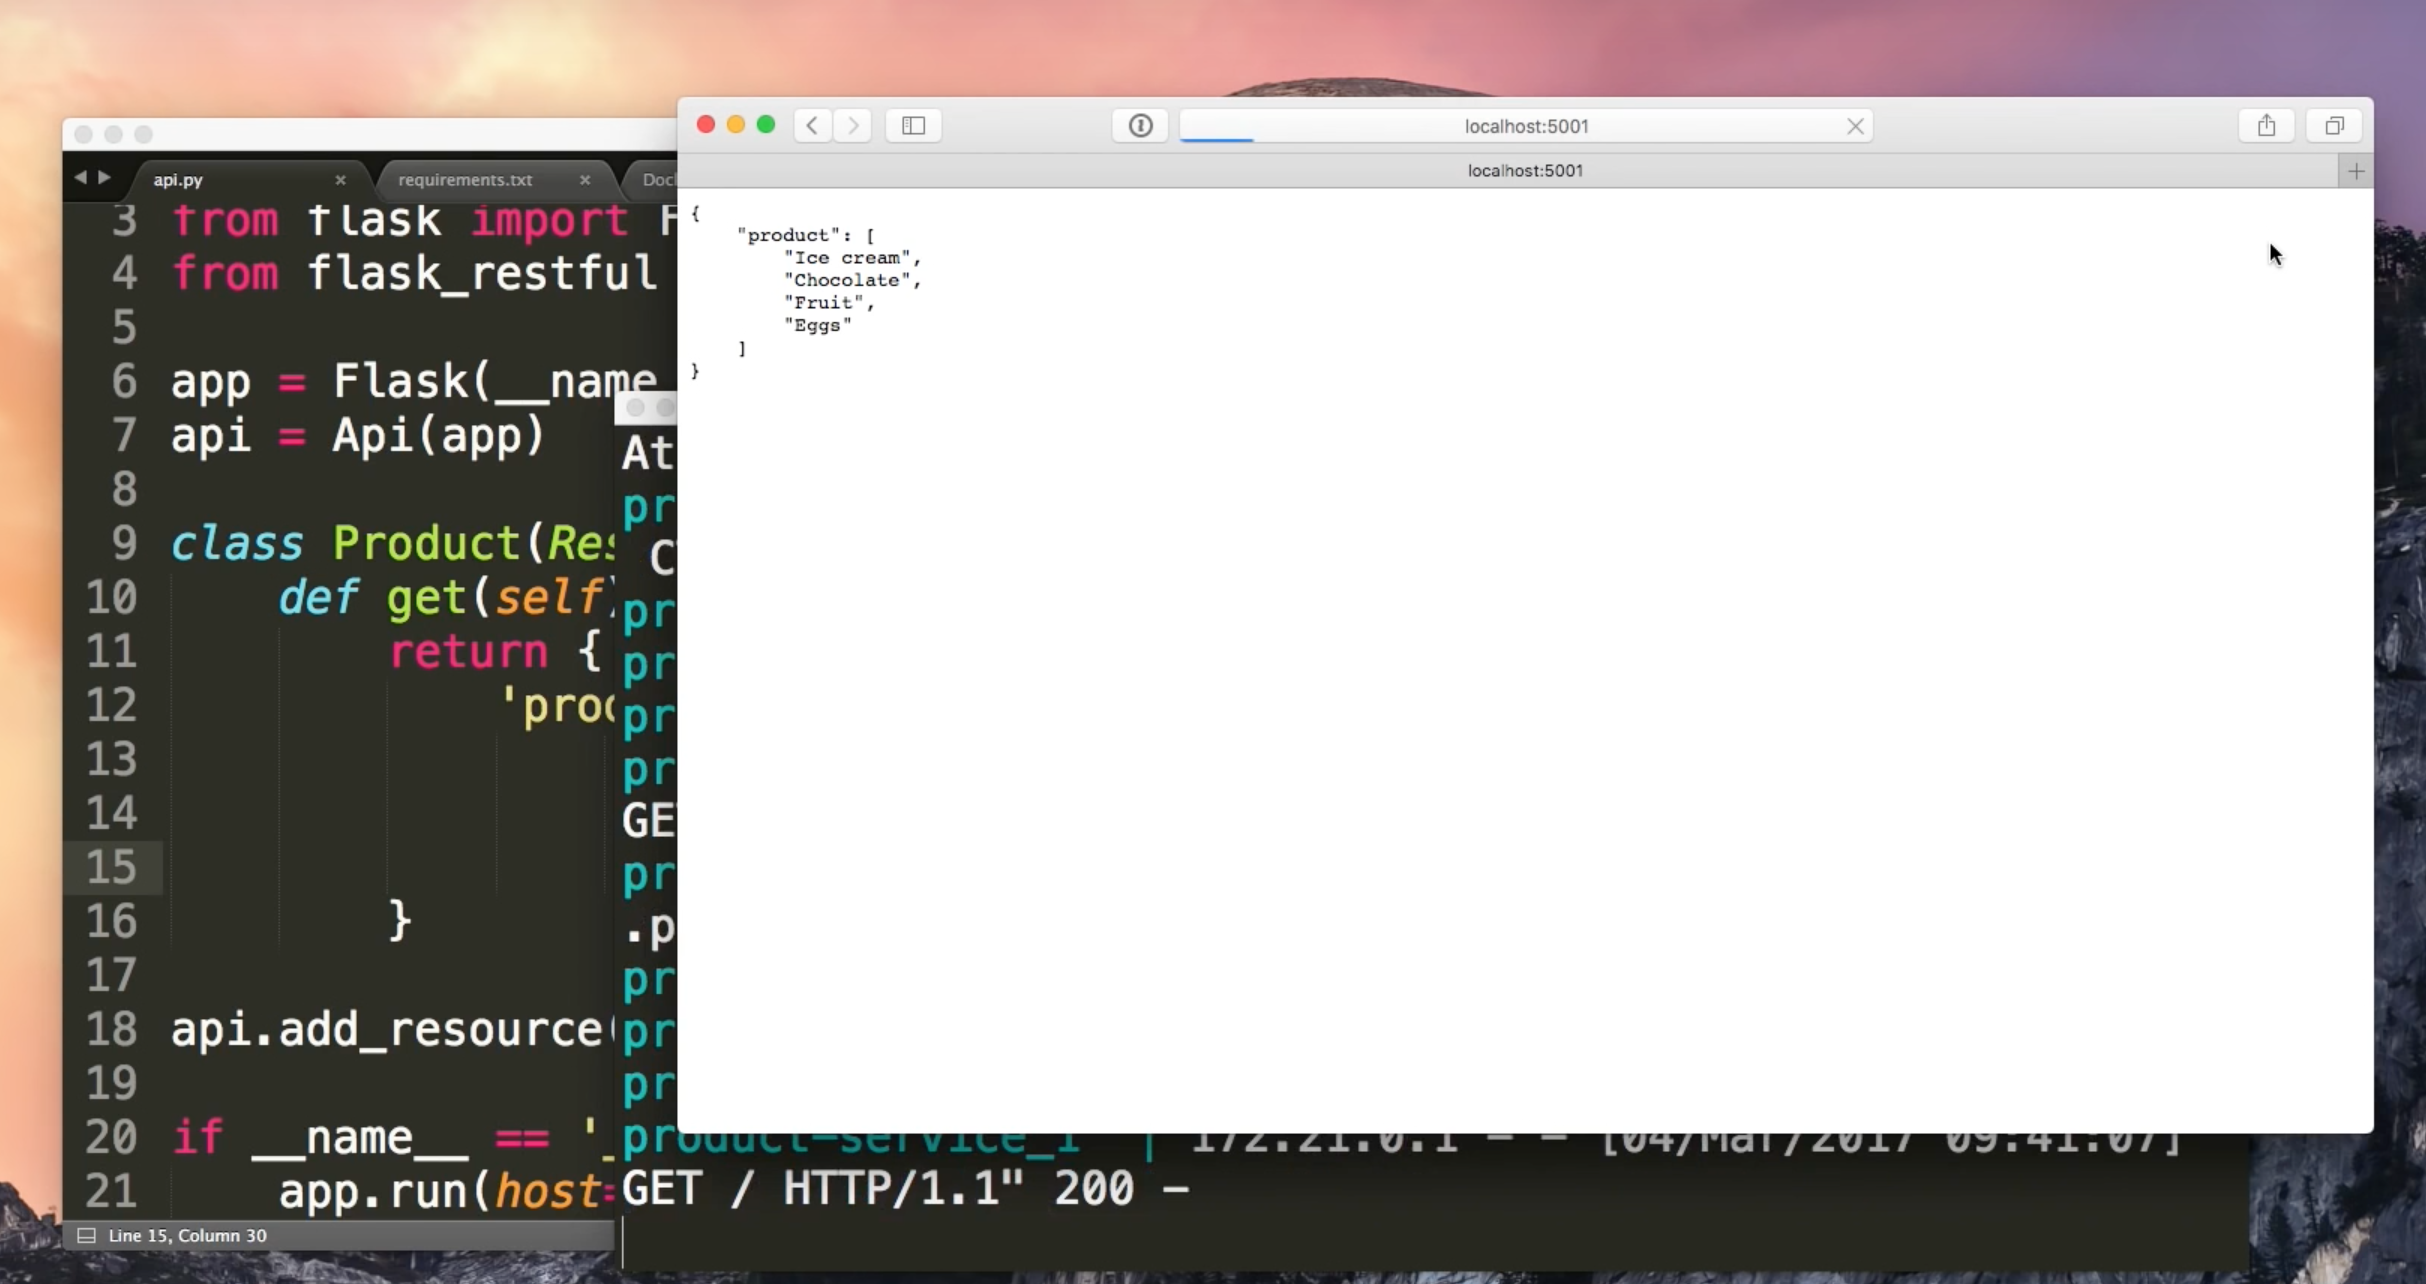 localhost:5001
localhost:5001
{
"product": [
"Ice cream",
"Chocolate",
"Fruit",
"Eggs"
]
}
api.py
requirements.txt
3 from flask import F
4 from flask_restful
5
6 app = Flask(__name
7 api = Api(app)
8
9 class Product(Res
10 def get(self)
11 return {
12 'prod
13
14
15
16 }
17
18 api.add_resource(
19
20 if __name__ == '_
21 app.run(host=
Line 15, Column 30
At
pr
C
pr
pr
pr
pr
GE
pr
.p
pr
pr
pr
product-service_1 | 172.21.0.1 - - [04/Mar/2017 09:41:07]
GET / HTTP/1.1" 200 -